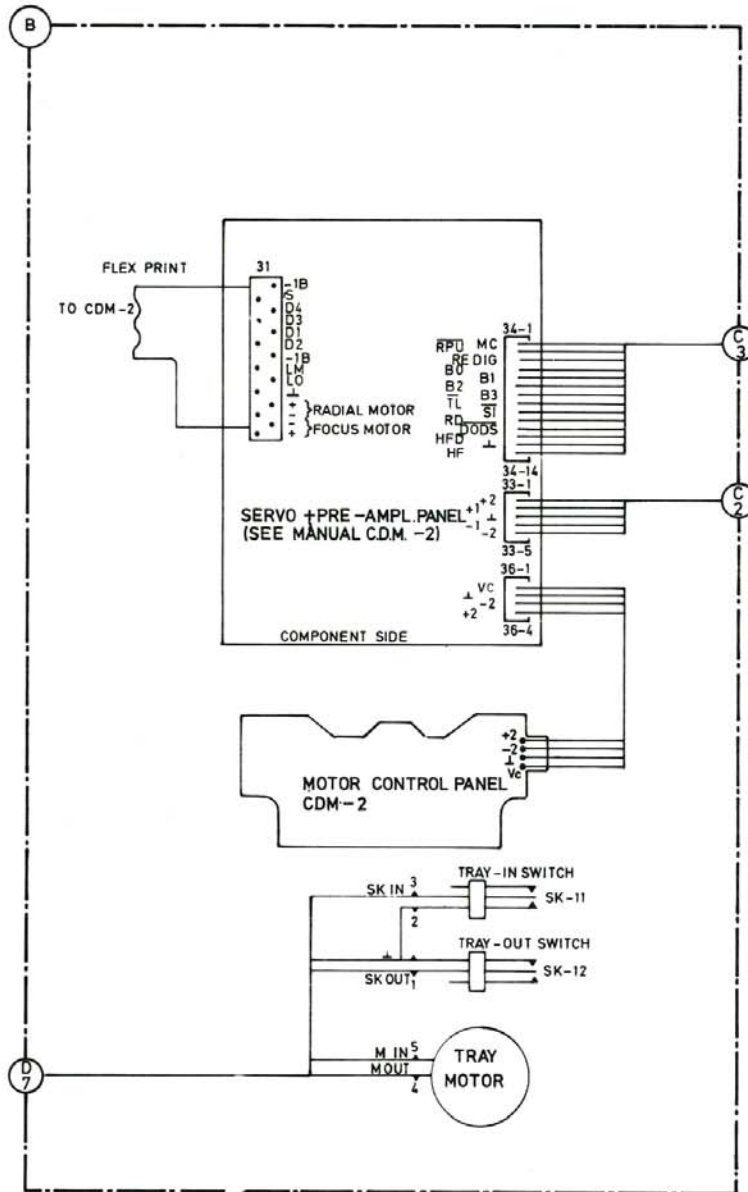 B
FLEX PRINT
TO CDM-2
31
-1B
S
D4
D3
D1
D2
-1B
LM
LO
⊥
+
-
} RADIAL MOTOR
-
+
} FOCUS MOTOR
34-1
R̅P̅U̅ MC
RE DIG
B0
B1
B2
B3
T̅L̅
S̅I̅
RD
D̅O̅D̅S̅
HFD
⊥
HF
34-14
C
3
33-1
+2
+1
⊥
-1
-2
33-5
C
2
SERVO + PRE-AMPL. PANEL
(SEE MANUAL C.D.M. -2)
36-1
VC
⊥
-2
+2
36-4
COMPONENT SIDE
+2
-2
⊥
Vc
MOTOR CONTROL PANEL
CDM-2
TRAY-IN SWITCH
SK IN 3
SK-11
2
TRAY-OUT SWITCH
⊥
SK-12
SK OUT 1
D
7
M IN 5
M OUT
4
TRAY
MOTOR